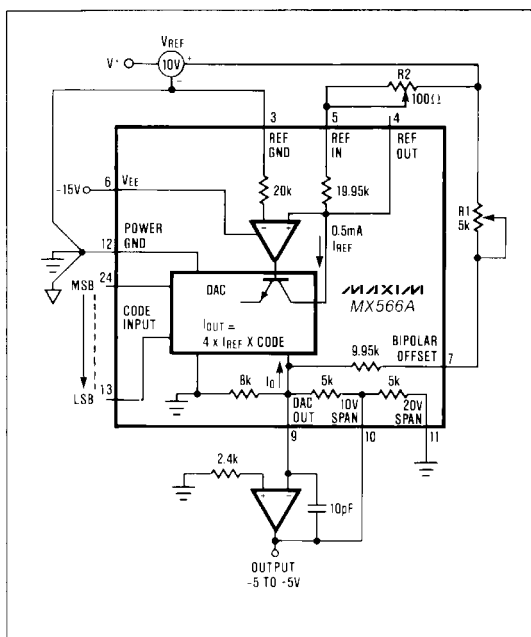 VREF
V+
10V
+
−
R2
100Ω
3
5
4
REF
GND
REF
IN
REF
OUT
6
VEE
-15V
20k
19.95k
R1
5k
POWER
GND
12
+
−
0.5mA
IREF
MSB
24
DAC
MAXIM
MX566A
CODE INPUT
IOUT =
4 x IREF X CODE
BIPOLAR
OFFSET
7
9.95k
LSB
13
8k
IO
5k
5k
DAC
OUT
10V
SPAN
20V
SPAN
9
10
11
2.4k
+
−
10pF
OUTPUT
-5 TO -5V